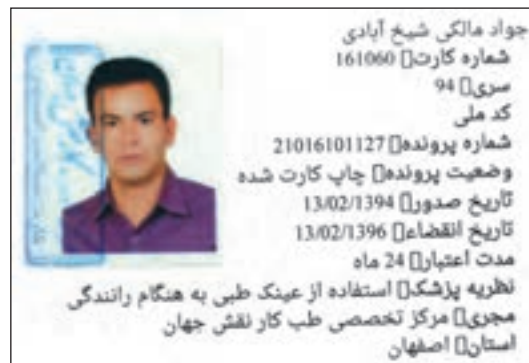 جواد مالکی شیخ آبادی
شماره کارت▯ 161060
سری▯ 94
کد ملی
شماره پرونده▯ 21016101127
وضعیت پرونده▯ چاپ کارت شده
تاریخ صدور▯ 13/02/1394
تاریخ انقضاء▯ 13/02/1396
مدت اعتبار▯ 24 ماه
نظریه پزشک▯ استفاده از عینک طبی به هنگام رانندگی
مجری▯ مرکز تخصصی طب کار نقش جهان
استان▯ اصفهان